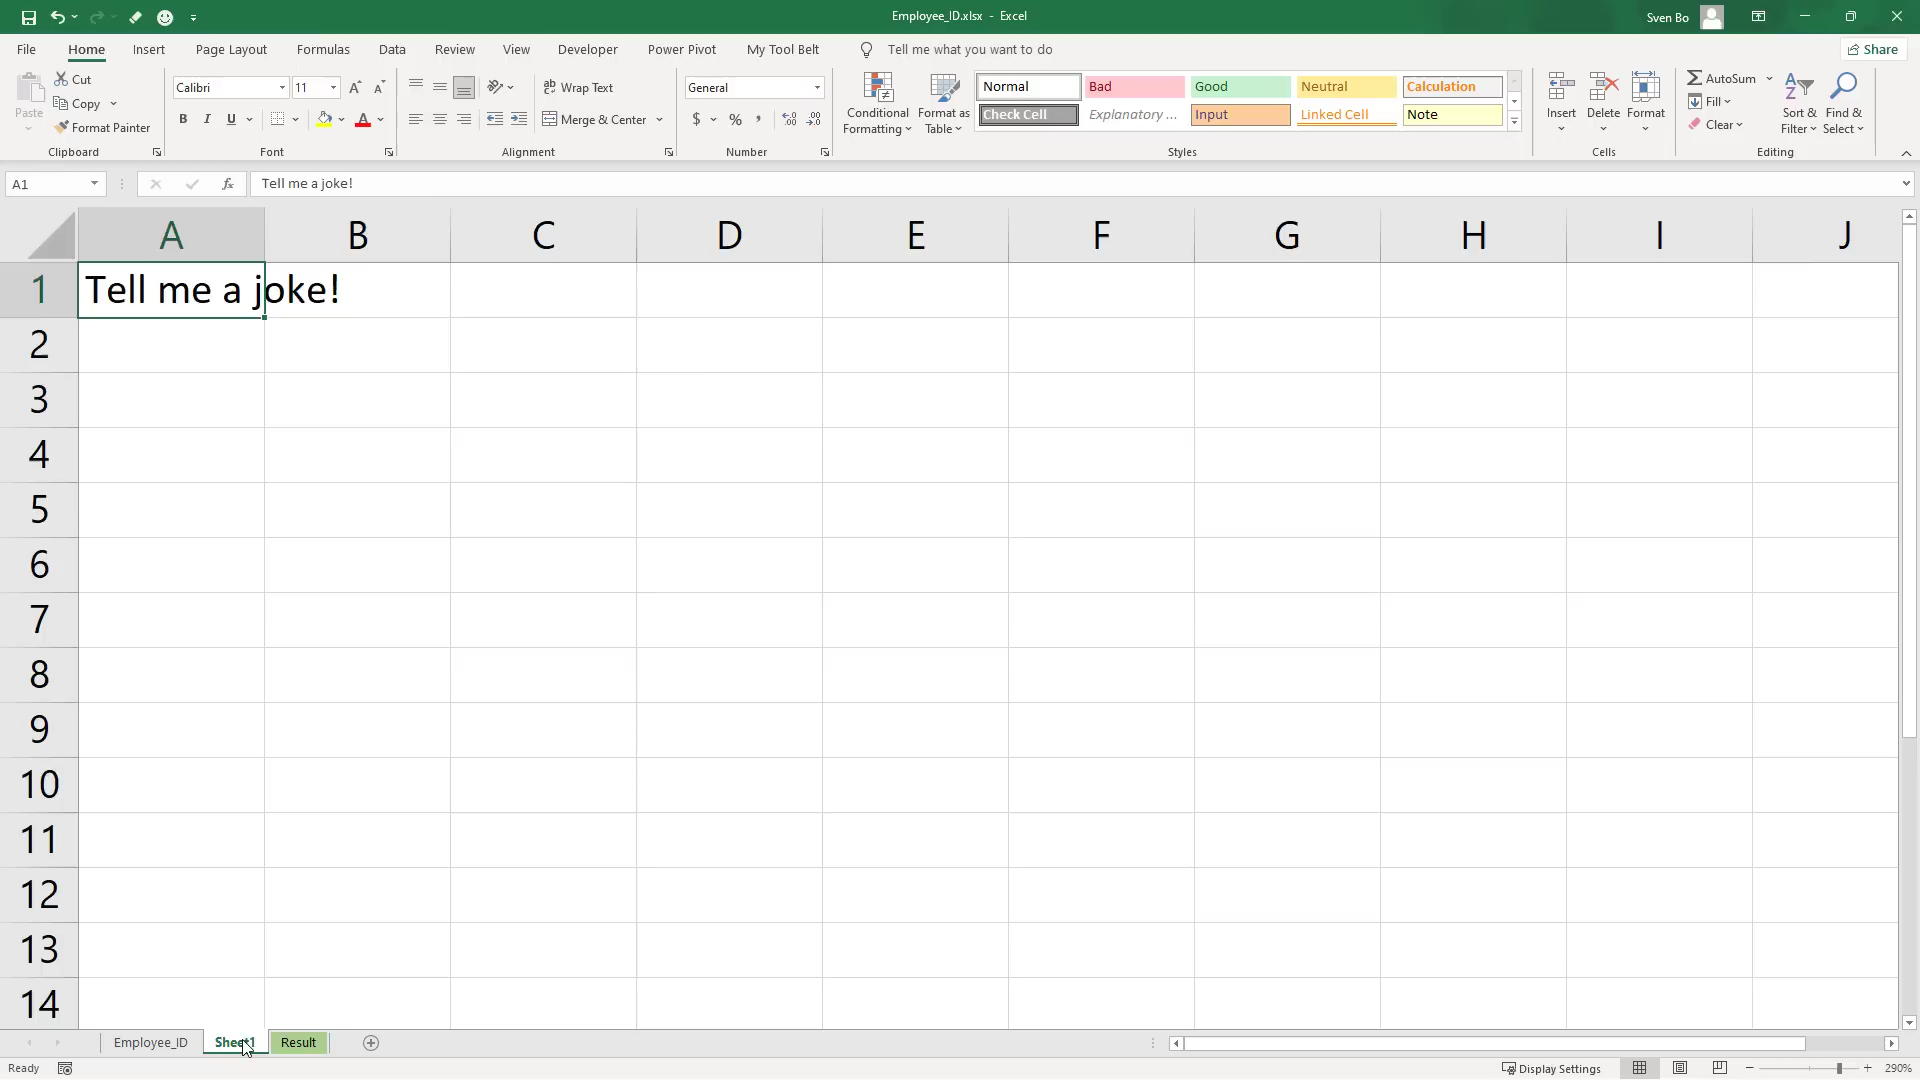 Employee_ID.xlsx - Excel
Sven Bo
File Home Insert Page Layout Formulas Data Review View Developer Power Pivot My Tool Belt Tell me what you want to do Share
Paste
Cut
Copy
Format Painter
Clipboard
Calibri 11
B I U A
Font
Wrap Text
Merge & Center
Alignment
General
$ % ,
Number
Conditional Formatting
Format as Table
Normal Bad Good Neutral Calculation
Check Cell Explanatory ... Input Linked Cell Note
Styles
Insert Delete Format
Cells
AutoSum
Fill
Clear
Sort & Filter
Find & Select
Editing
A1 fx Tell me a joke!
A B C D E F G H I J
1 Tell me a joke!
2
3
4
5
6
7
8
9
10
11
12
13
14
Employee_ID Sheet1 Result
Ready Display Settings 290%